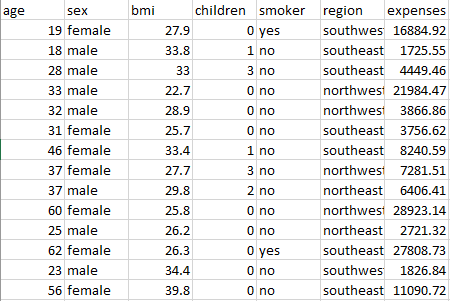 age sex bmi children smoker region expenses
19 female 27.9 0 yes southwes 16884.92
18 male 33.8 1 no southeast 1725.55
28 male 33 3 no southeast 4449.46
33 male 22.7 0 no northwes 21984.47
32 male 28.9 0 no northwes 3866.86
31 female 25.7 0 no southeast 3756.62
46 female 33.4 1 no southeast 8240.59
37 female 27.7 3 no northwes 7281.51
37 male 29.8 2 no northeast 6406.41
60 female 25.8 0 no northwes 28923.14
25 male 26.2 0 no northeast 2721.32
62 female 26.3 0 yes southeast 27808.73
23 male 34.4 0 no southwes 1826.84
56 female 39.8 0 no southeast 11090.72